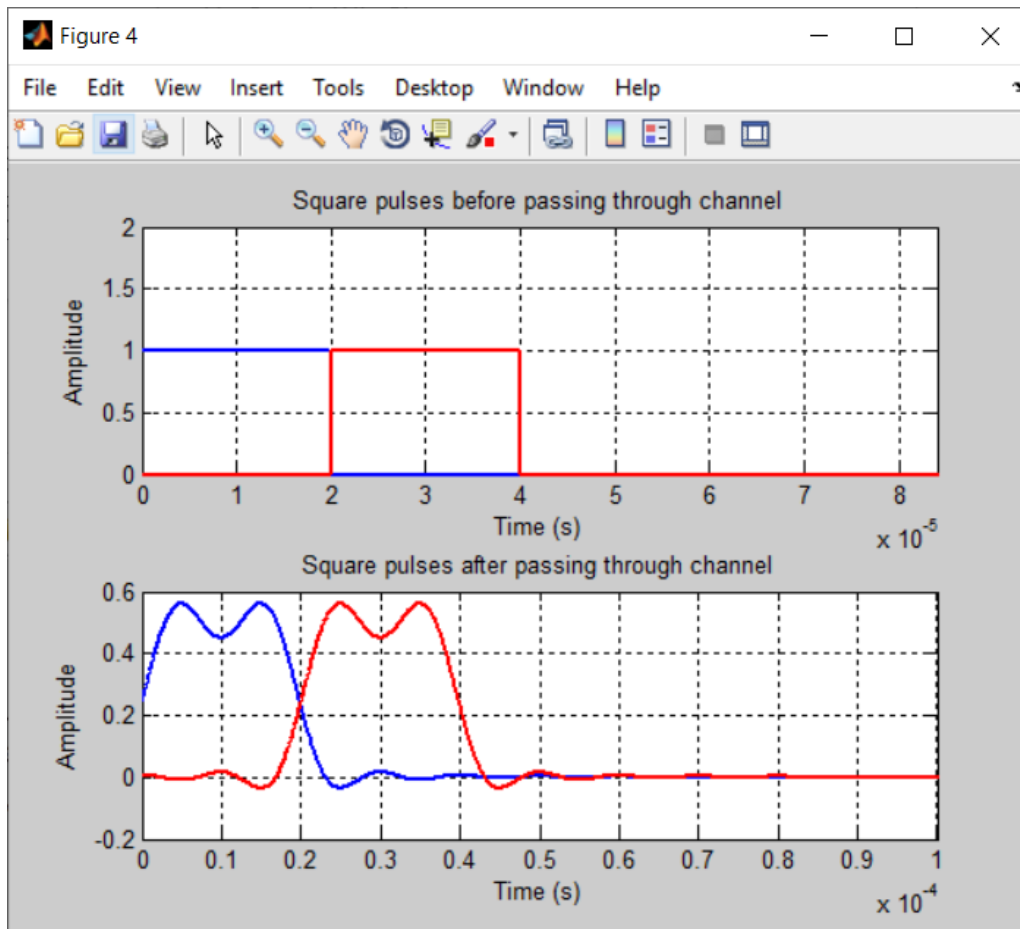 Figure 4
File Edit View Insert Tools Desktop Window Help
Square pulses before passing through channel
2
1.5
1
0.5
0
Amplitude
0 1 2 3 4 5 6 7 8
Time (s)
x 10-5
Square pulses after passing through channel
0.6
0.4
0.2
0
-0.2
Amplitude
0 0.1 0.2 0.3 0.4 0.5 0.6 0.7 0.8 0.9 1
Time (s)
x 10-4